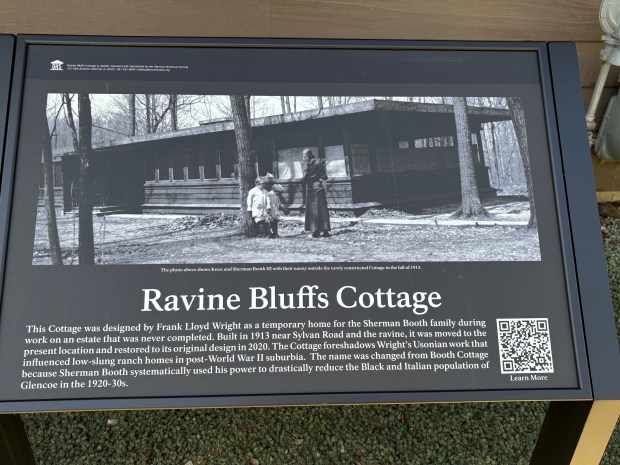 The photo above shows Knox and Sherman Booth III with their nanny outside the newly constructed Cottage in the fall of 1913.
Ravine Bluffs Cottage
This Cottage was designed by Frank Lloyd Wright as a temporary home for the Sherman Booth family during
work on an estate that was never completed. Built in 1913 near Sylvan Road and the ravine, it was moved to the
present location and restored to its original design in 2020. The Cottage foreshadows Wright's Usonian work that
influenced low-slung ranch homes in post-World War II suburbia. The name was changed from Booth Cottage
because Sherman Booth systematically used his power to drastically reduce the Black and Italian population of
Glencoe in the 1920-30s.
Learn More